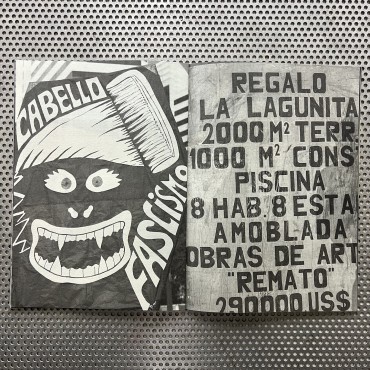 CABELLO
FASCISMO
REGALO
LA LAGUNITA
2000 M² TERR
1000 M² CONS
PISCINA
8 HAB. 8 ESTA
AMOBLADA
OBRAS DE ART
"REMATO"
290000 US$